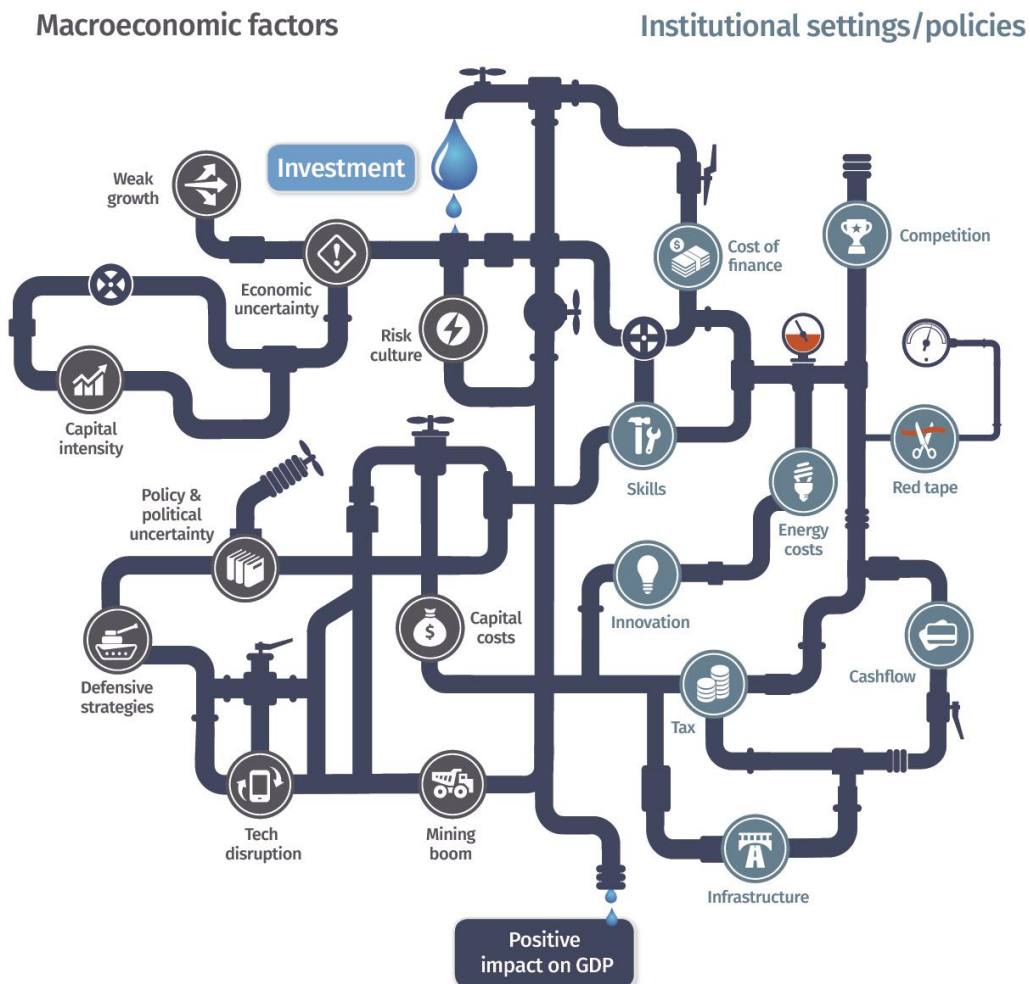 Macroeconomic factors
Institutional settings/policies
Investment
Weak
growth
Economic
uncertainty
Risk
culture
Cost of
finance
Competition
Capital
intensity
Policy &
political
uncertainty
Skills
Energy
costs
Red tape
Capital
costs
Innovation
Defensive
strategies
Tax
Cashflow
Tech
disruption
Mining
boom
Infrastructure
Positive
impact on GDP